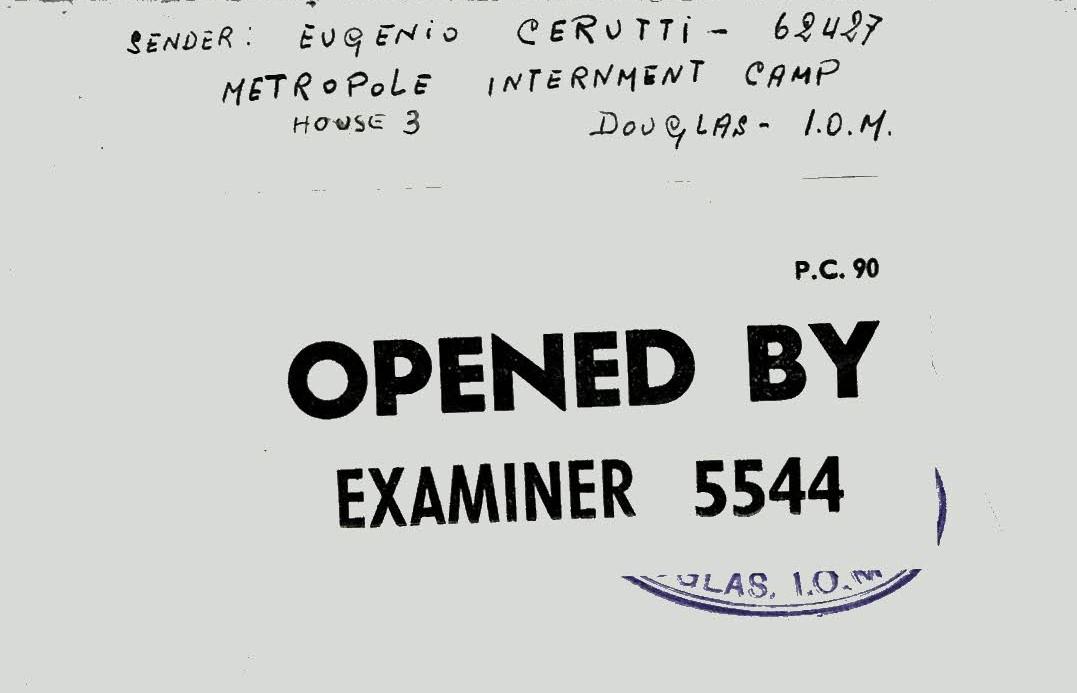 SENDER: EUGENIO CERUTTI - 62427
METROPOLE INTERNMENT CAMP
HOUSE 3 DOUGLAS - I.O.M.
P.C. 90
OPENED BY
EXAMINER 5544
GLAS, I.O.M